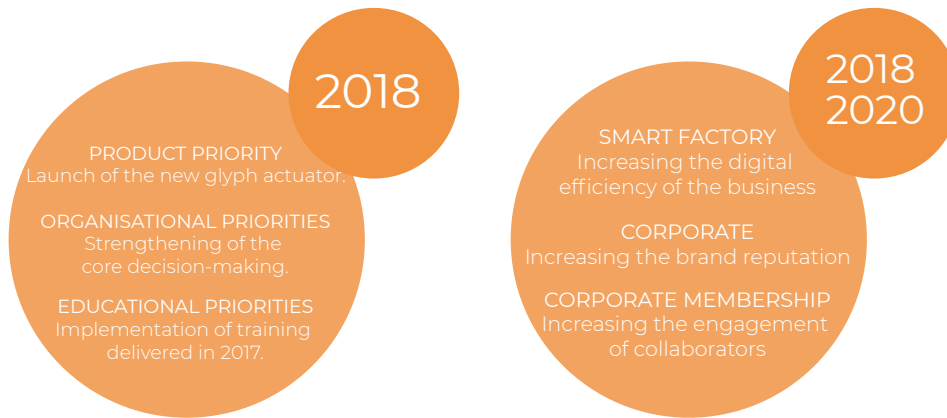 2018
PRODUCT PRIORITY
Launch of the new glyph actuator.
ORGANISATIONAL PRIORITIES
Strengthening of the
core decision-making.
EDUCATIONAL PRIORITIES
Implementation of training
delivered in 2017.
2018
2020
SMART FACTORY
Increasing the digital
efficiency of the business
CORPORATE
Increasing the brand reputation
CORPORATE MEMBERSHIP
Increasing the engagement
of collaborators